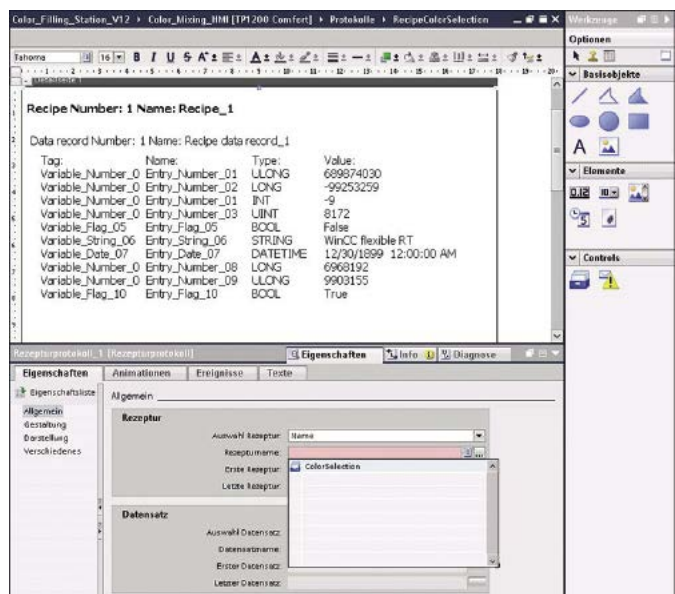 Color_Filling_Station_V12 ▸ Color_Mixing_HMI [TP1200 Comfort] ▸ Protokolle ▸ RecipeColorSelection
Werkzeuge
Optionen
Tahoma 16 B I U S A
Basisobjekte
A
Elemente
Controls
Recipe Number: 1 Name: Recipe_1
Data record Number: 1 Name: Recipe data record_1
Tag: Name: Type: Value:
Variable_Number_0 Entry_Number_01 ULONG 689874030
Variable_Number_0 Entry_Number_02 LONG -99253259
Variable_Number_0 Entry_Number_01 INT -9
Variable_Number_0 Entry_Number_03 UINT 8172
Variable_Flag_05 Entry_Flag_05 BOOL False
Variable_String_06 Entry_String_06 STRING WinCC flexible RT
Variable_Date_07 Entry_Date_07 DATETIME 12/30/1899 12:00:00 AM
Variable_Number_0 Entry_Number_08 LONG 6968192
Variable_Number_0 Entry_Number_09 ULONG 9903155
Variable_Flag_10 Entry_Flag_10 BOOL True
Rezepturprotokoll_1 [Rezepturprotokoll]
Eigenschaften Info Diagnose
Eigenschaften Animationen Ereignisse Texte
Eigenschaftsliste
Allgemein
Gestaltung
Darstellung
Verschiedenes
Allgemein
Rezeptur
Auswahl Rezeptur: Name
Rezepturname:
Erste Rezeptur:
Letzte Rezeptur:
ColorSelection
Datensatz
Auswahl Datensatz:
Datensatzname:
Erster Datensatz:
Letzter Datensatz: